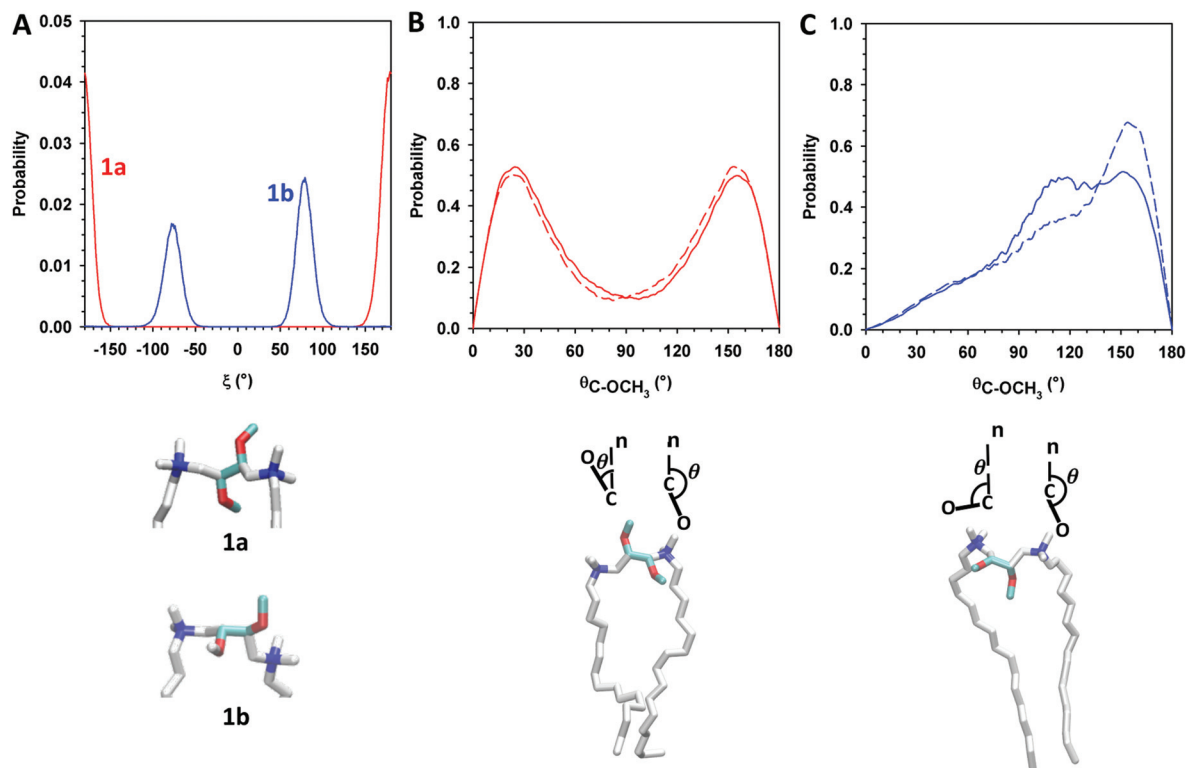 A
0.05
0.04
0.03
0.02
0.01
0.00
Probability
1a
1b
-150 -100 -50 0 50 100 150
ξ (°)
B
1.0
0.8
0.6
0.4
0.2
0.0
Probability
0 30 60 90 120 150 180
θC-OCH3 (°)
C
1.0
0.8
0.6
0.4
0.2
0.0
Probability
0 30 60 90 120 150 180
θC-OCH3 (°)
1a
1b
n n
O θ C
C θ
O
n n
θ
O C
C θ
O